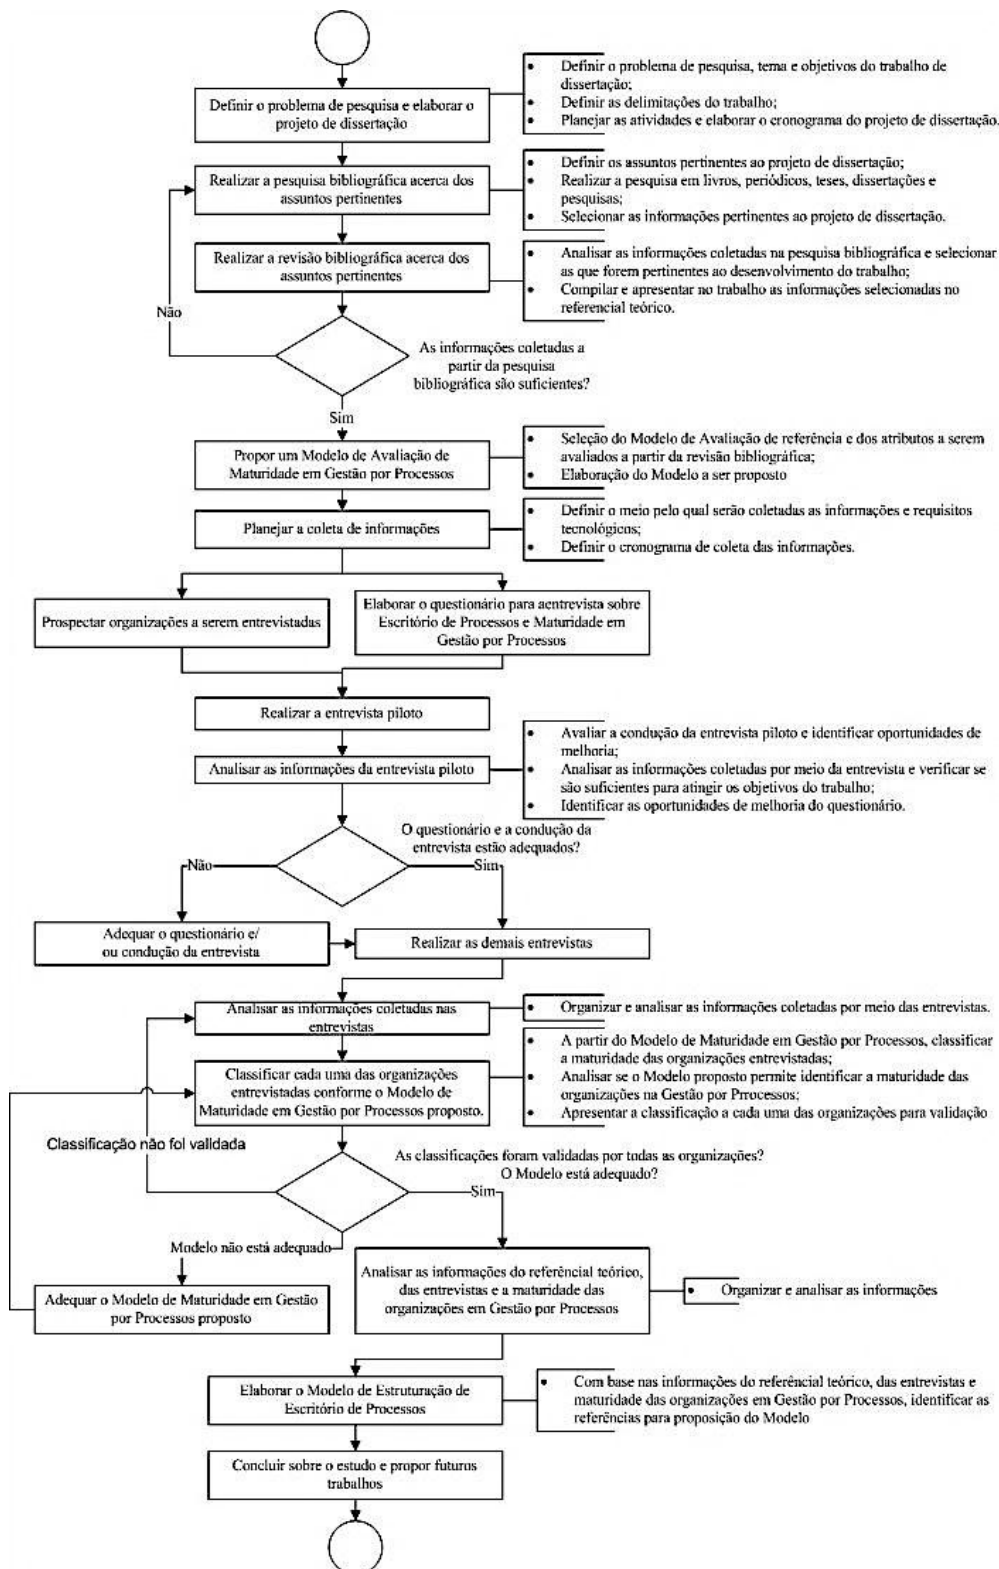 Definir o problema de pesquisa e elaborar o
projeto de dissertação
• Definir o problema de pesquisa, tema e objetivos do trabalho de
dissertação;
• Definir as delimitações do trabalho;
• Planejar as atividades e elaborar o cronograma do projeto de dissertação.
Realizar a pesquisa bibliográfica acerca dos
assuntos pertinentes
• Definir os assuntos pertinentes ao projeto de dissertação;
• Realizar a pesquisa em livros, periódicos, teses, dissertações e
pesquisas;
• Selecionar as informações pertinentes ao projeto de dissertação.
Realizar a revisão bibliográfica acerca dos
assuntos pertinentes
• Analisar as informações coletadas na pesquisa bibliográfica e selecionar
as que forem pertinentes ao desenvolvimento do trabalho;
• Compilar e apresentar no trabalho as informações selecionadas no
referencial teórico.
Não
As informações coletadas a
partir da pesquisa
bibliográfica são suficientes?
Sim
Propor um Modelo de Avaliação de
Maturidade em Gestão por Processos
• Seleção do Modelo de Avaliação de referência e dos atributos a serem
avaliados a partir da revisão bibliográfica;
• Elaboração do Modelo a ser proposto
Planejar a coleta de informações
• Definir o meio pelo qual serão coletadas as informações e requisitos
tecnológicos;
• Definir o cronograma de coleta das informações.
Prospectar organizações a serem entrevistadas
Elaborar o questionário para aentrevista sobre
Escritório de Processos e Maturidade em
Gestão por Processos
Realizar a entrevista piloto
Analisar as informações da entrevista piloto
• Avaliar a condução da entrevista piloto e identificar oportunidades de
melhoria;
• Analisar as informações coletadas por meio da entrevista e verificar se
são suficientes para atingir os objetivos do trabalho;
• Identificar as oportunidades de melhoria do questionário.
O questionário e a condução da
entrevista estão adequados?
Não
Sim
Adequar o questionário e/
ou condução da entrevista
Realizar as demais entrevistas
Analisar as informações coletadas nas
entrevistas
• Organizar e analisar as informações coletadas por meio das entrevistas.
Classificar cada uma das organizações
entrevistadas conforme o Modelo de
Maturidade em Gestão por Processos proposto.
• A partir do Modelo de Maturidade em Gestão por Processos, classificar
a maturidade das organizações entrevistadas;
• Analisar se o Modelo proposto permite identificar a maturidade das
organizações na Gestão por Prrocessos;
• Apresentar a classificação a cada uma das organizações para validação
Classificação não fol vallidada
As classificações foram validadas por todas as organizações?
O Modelo está adequado?
Sim
Modelo não está adequado
Adequar o Modelo de Maturidade em Gestão
por Processos proposto
Analisar as informações do referêncial teórico,
das entrevistas e a maturidade das
organizações em Gestão por Processos
• Organizar e analisar as informações
Elaborar o Modelo de Estruturação de
Escritório de Processos
• Com base nas informações do referêncial teórico, das entrevistas e
maturidade das organizações em Gestão por Processos, identificar as
referências para proposição do Modelo
Concluir sobre o estudo e propor futuros
trabalhos